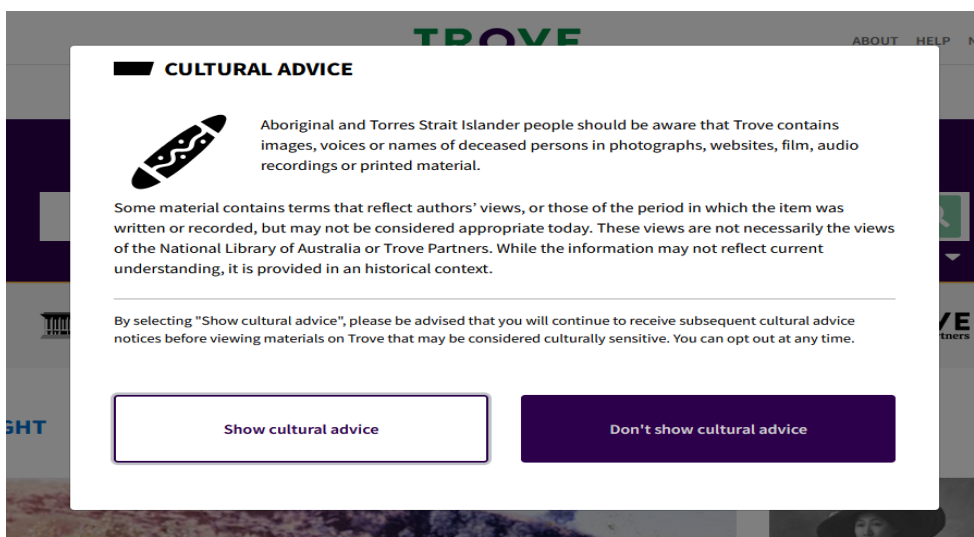 TROVE
ABOUT HELP N
CULTURAL ADVICE
Aboriginal and Torres Strait Islander people should be aware that Trove contains
images, voices or names of deceased persons in photographs, websites, film, audio
recordings or printed material.
Some material contains terms that reflect authors’ views, or those of the period in which the item was
written or recorded, but may not be considered appropriate today. These views are not necessarily the views
of the National Library of Australia or Trove Partners. While the information may not reflect current
understanding, it is provided in an historical context.
By selecting "Show cultural advice", please be advised that you will continue to receive subsequent cultural advice
notices before viewing materials on Trove that may be considered culturally sensitive. You can opt out at any time.
Show cultural advice
Don't show cultural advice